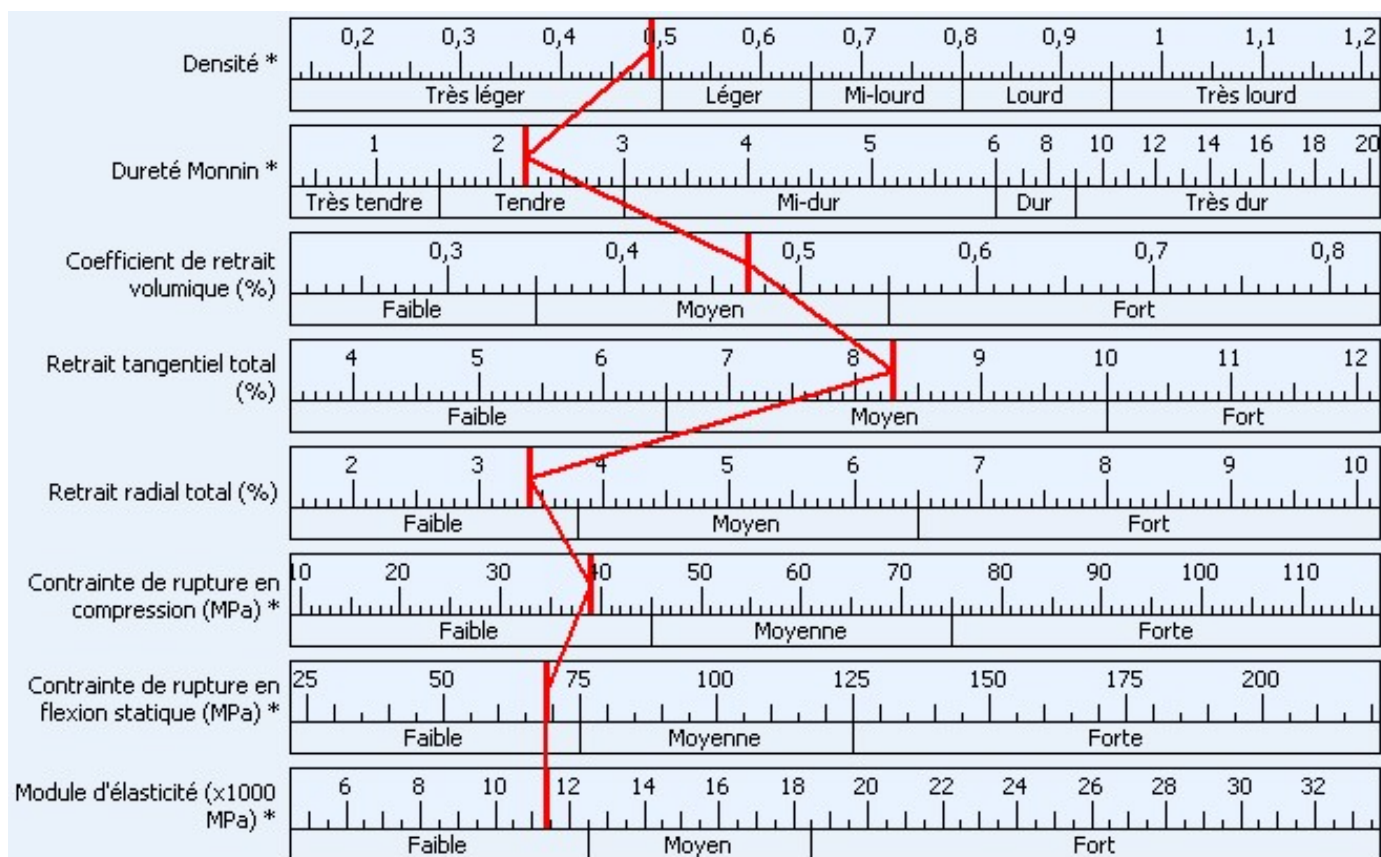 0,2 0,3 0,4 0,5 0,6 0,7 0,8 0,9 1 1,1 1,2
Densité *
Très léger Léger Mi-lourd Lourd Très lourd
1 2 3 4 5 6 8 10 12 14 16 18 20
Dureté Monnin *
Très tendre Tendre Mi-dur Dur Très dur
0,3 0,4 0,5 0,6 0,7 0,8
Coefficient de retrait
volumique (%)
Faible Moyen Fort
4 5 6 7 8 9 10 11 12
Retrait tangentiel total
(%)
Faible Moyen Fort
2 3 4 5 6 7 8 9 10
Retrait radial total (%)
Faible Moyen Fort
10 20 30 40 50 60 70 80 90 100 110
Contrainte de rupture en
compression (MPa) *
Faible Moyenne Forte
25 50 75 100 125 150 175 200
Contrainte de rupture en
flexion statique (MPa) *
Faible Moyenne Forte
6 8 10 12 14 16 18 20 22 24 26 28 30 32
Module d'élasticité (x1000
MPa) *
Faible Moyen Fort